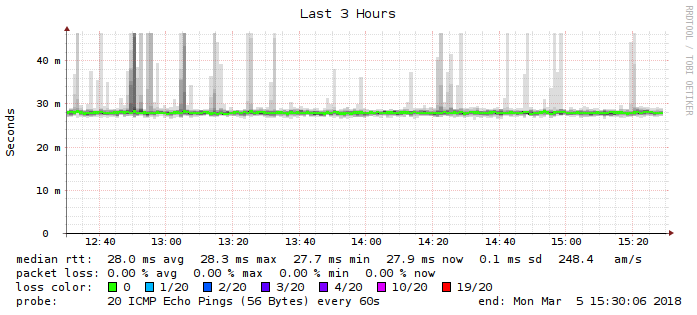 Last 3 Hours
RRDTOOL / TOBI OETIKER
Seconds
40 m
30 m
20 m
10 m
0
12:40 13:00 13:20 13:40 14:00 14:20 14:40 15:00 15:20
median rtt: 28.0 ms avg 28.3 ms max 27.7 ms min 27.9 ms now 0.1 ms sd 248.4 am/s
packet loss: 0.00 % avg 0.00 % max 0.00 % min 0.00 % now
loss color: 0 1/20 2/20 3/20 4/20 10/20 19/20
probe: 20 ICMP Echo Pings (56 Bytes) every 60s end: Mon Mar 5 15:30:06 2018